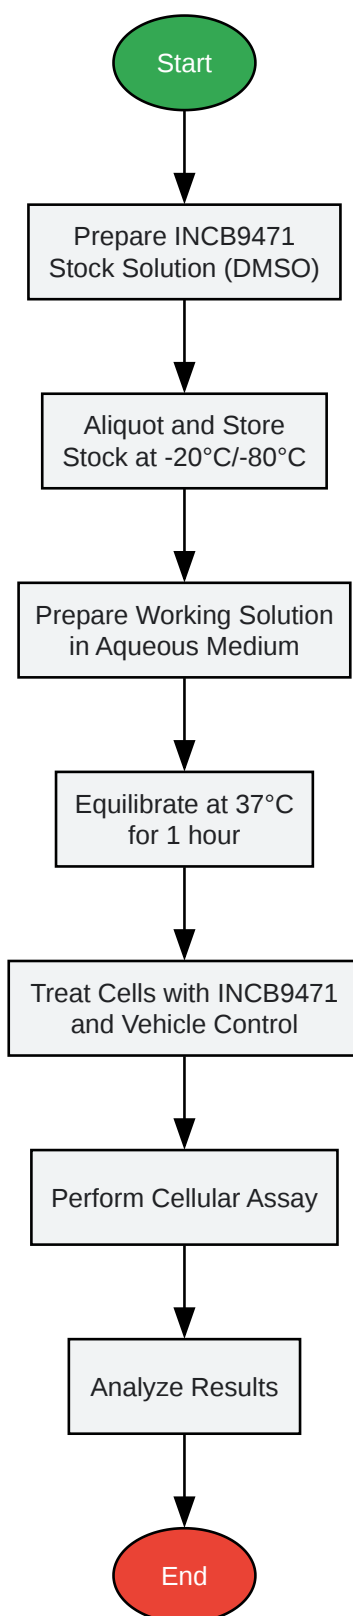 Start
Prepare INCB9471
Stock Solution (DMSO)
Aliquot and Store
Stock at -20°C/-80°C
Prepare Working Solution
in Aqueous Medium
Equilibrate at 37°C
for 1 hour
Treat Cells with INCB9471
and Vehicle Control
Perform Cellular Assay
Analyze Results
End